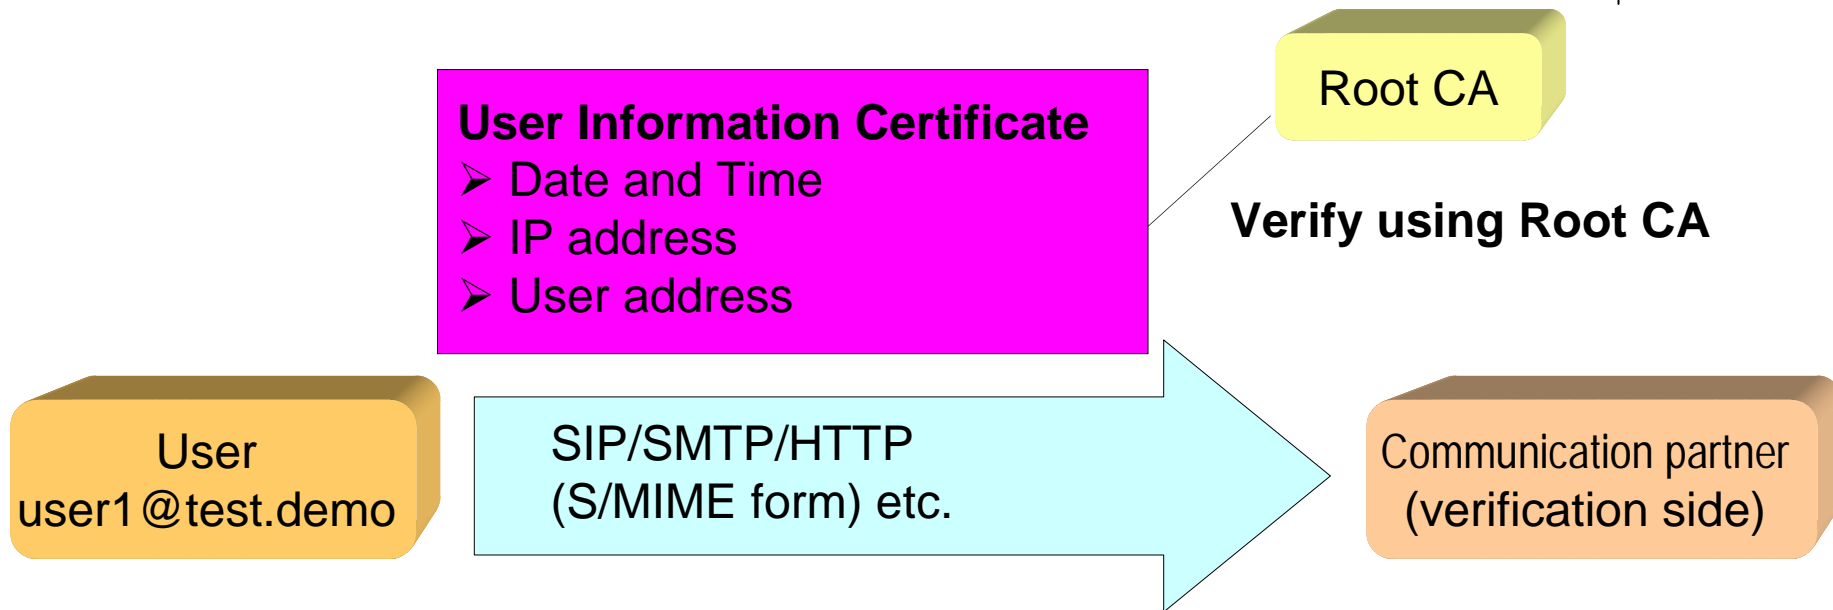 Root CA
User Information Certificate
➢ Date and Time
➢ IP address
➢ User address
Verify using Root CA
User
user1@test.demo
SIP/SMTP/HTTP
(S/MIME form) etc.
Communication partner
(verification side)